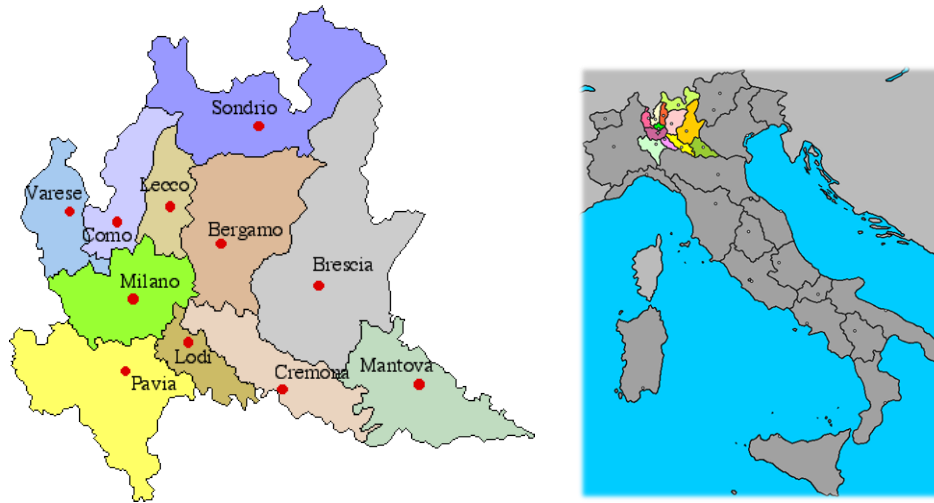 Sondrio
Varese
Lecco
Como
Bergamo
Brescia
Milano
Lodi
Mantova
Cremona
Pavia